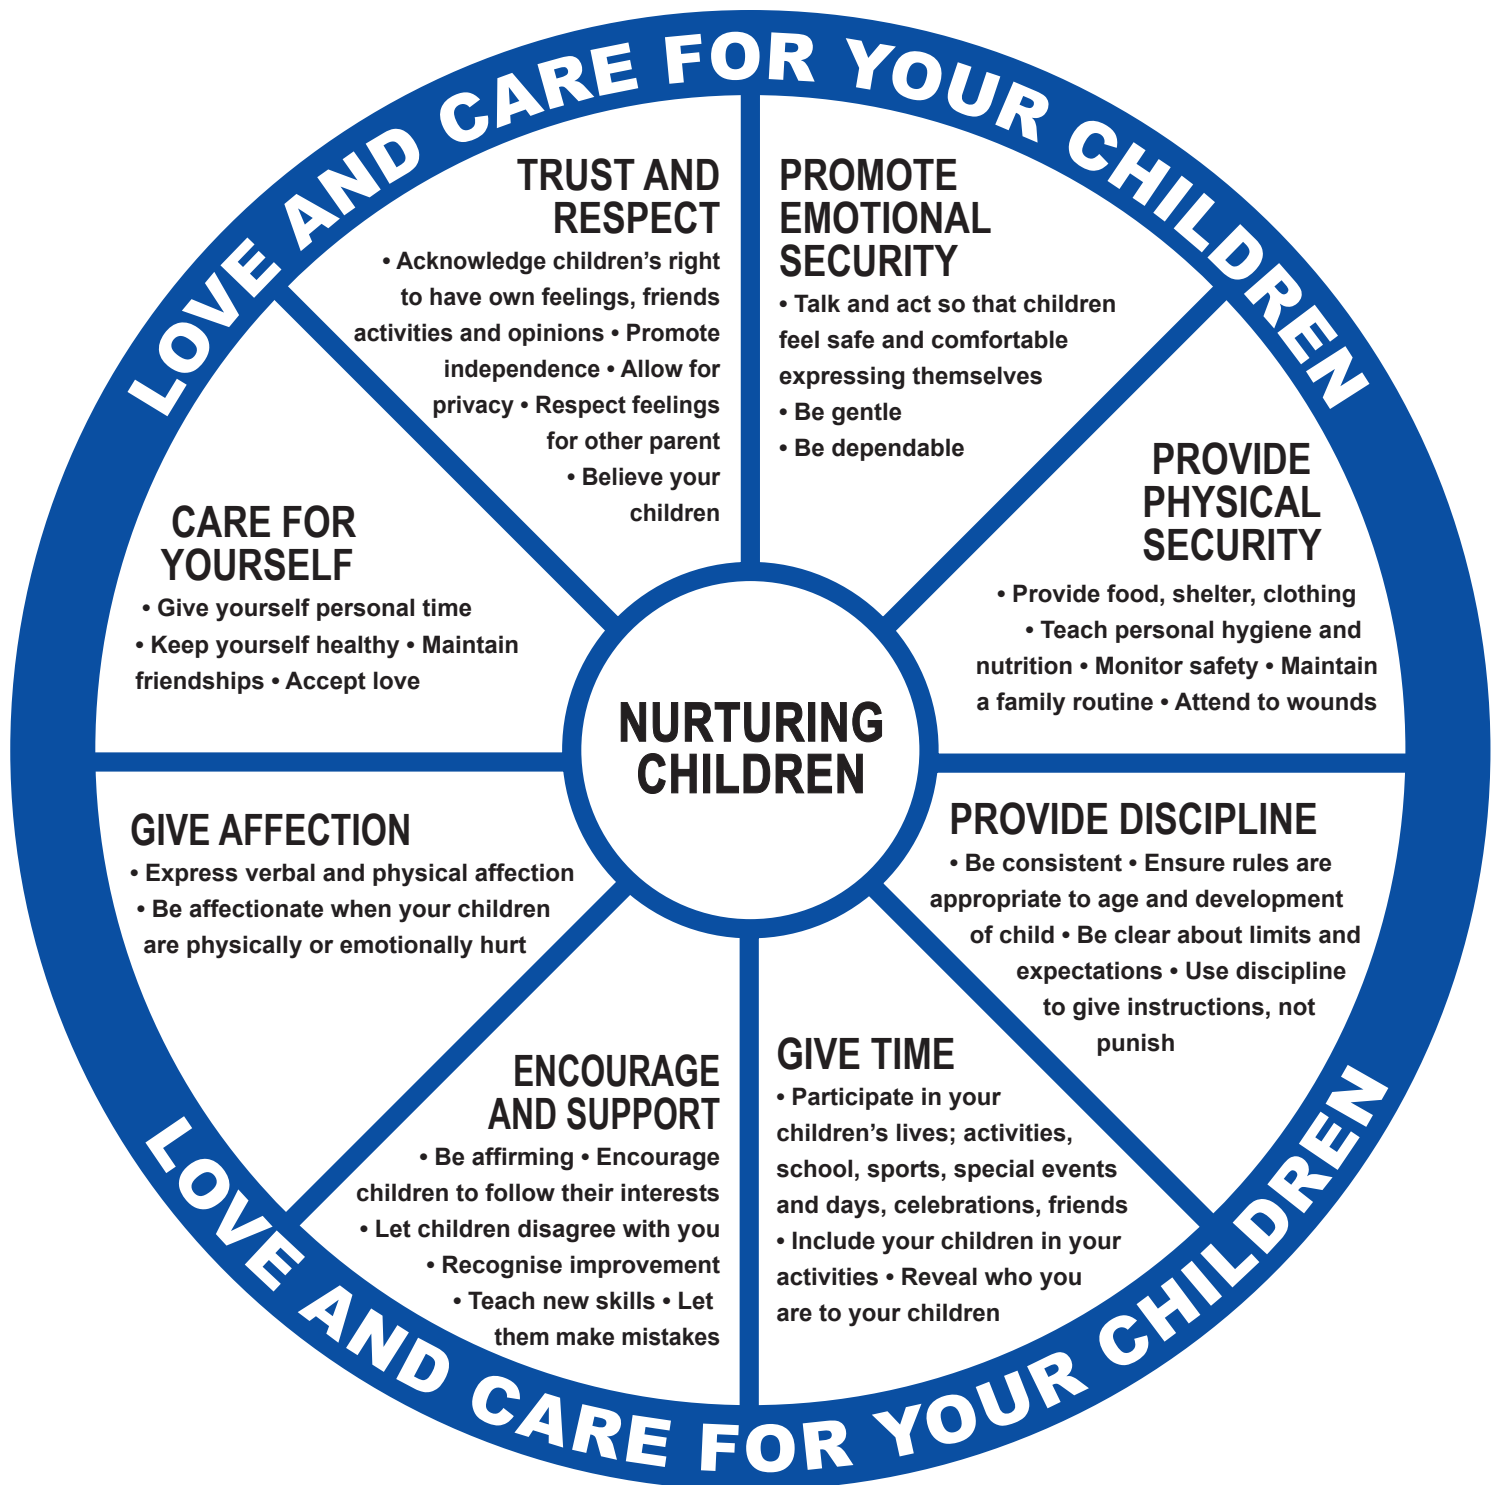 LOVE AND CARE FOR YOUR CHILDREN
TRUST AND
RESPECT
• Acknowledge children’s right
to have own feelings, friends
activities and opinions • Promote
independence • Allow for
privacy • Respect feelings
for other parent
• Believe your
children
PROMOTE
EMOTIONAL
SECURITY
• Talk and act so that children
feel safe and comfortable
expressing themselves
• Be gentle
• Be dependable
PROVIDE
PHYSICAL
SECURITY
• Provide food, shelter, clothing
• Teach personal hygiene and
nutrition • Monitor safety • Maintain
a family routine • Attend to wounds
PROVIDE DISCIPLINE
• Be consistent • Ensure rules are
appropriate to age and development
of child • Be clear about limits and
expectations • Use discipline
to give instructions, not
punish
GIVE TIME
• Participate in your
children’s lives; activities,
school, sports, special events
and days, celebrations, friends
• Include your children in your
activities • Reveal who you
are to your children
ENCOURAGE
AND SUPPORT
• Be affirming • Encourage
children to follow their interests
• Let children disagree with you
• Recognise improvement
• Teach new skills • Let
them make mistakes
GIVE AFFECTION
• Express verbal and physical affection
• Be affectionate when your children
are physically or emotionally hurt
CARE FOR
YOURSELF
• Give yourself personal time
• Keep yourself healthy • Maintain
friendships • Accept love
NURTURING
CHILDREN
LOVE AND CARE FOR YOUR CHILDREN